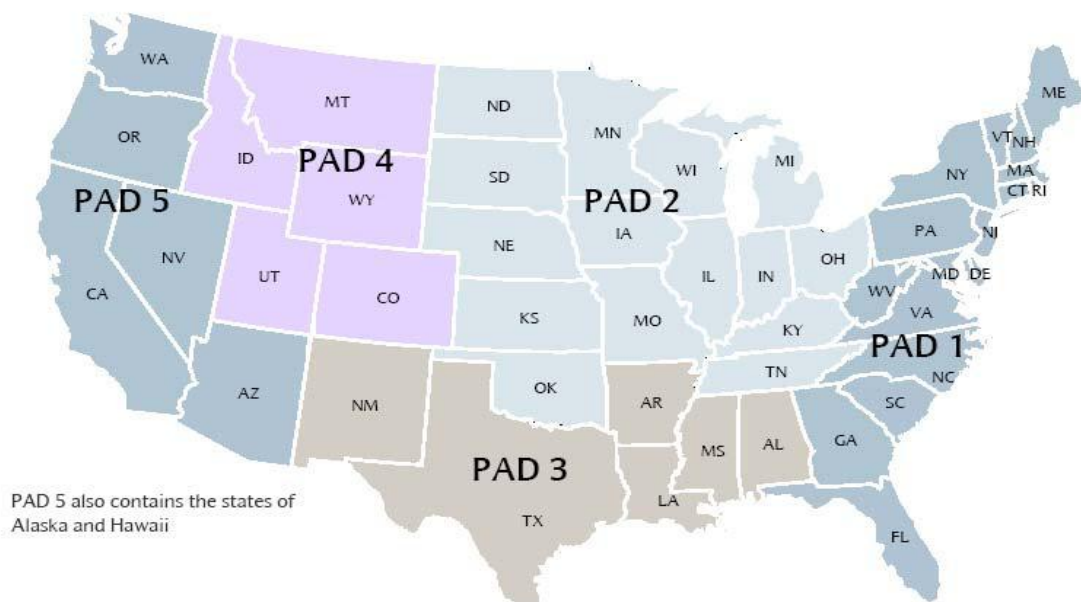 WA
MT
ND
ME
OR
MN
VT
NH
ID
PAD 4
WI
MI
MA
NY
CT RI
SD
PAD 5
WY
PAD 2
PA
NJ
NE
IA
NV
OH
MD DE
UT
IL
IN
CA
CO
WV
VA
KS
MO
KY
PAD 1
TN
NC
AZ
OK
NM
AR
SC
GA
MS
AL
PAD 3
LA
TX
FL
PAD 5 also contains the states of
Alaska and Hawaii